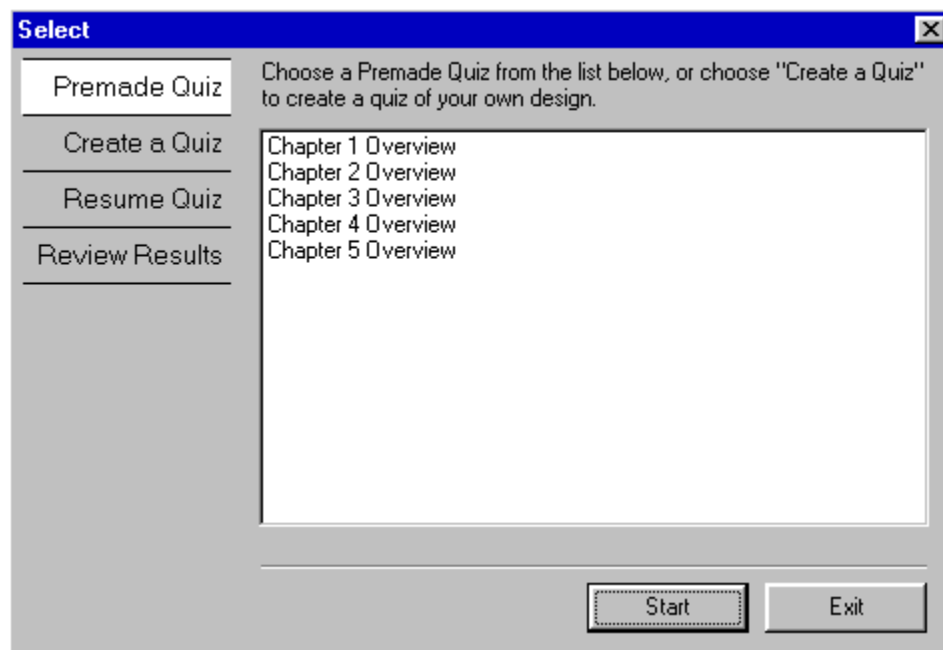 Select
Premade Quiz
Create a Quiz
Resume Quiz
Review Results
Choose a Premade Quiz from the list below, or choose "Create a Quiz"
to create a quiz of your own design.
Chapter 1 Overview
Chapter 2 Overview
Chapter 3 Overview
Chapter 4 Overview
Chapter 5 Overview
Start
Exit